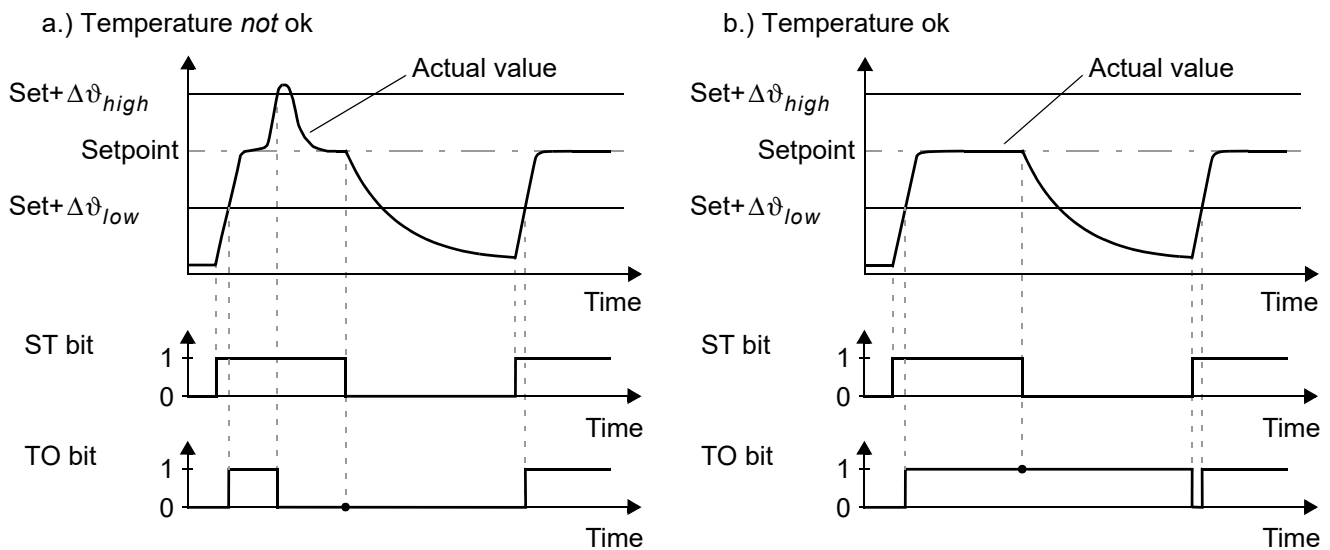 a.) Temperature not ok
Actual value
Set+Δϑhigh
Setpoint
Set+Δϑlow
Time
ST bit
1
0
Time
TO bit
1
0
Time
b.) Temperature ok
Actual value
Set+Δϑhigh
Setpoint
Set+Δϑlow
Time
ST bit
1
0
Time
TO bit
1
0
Time